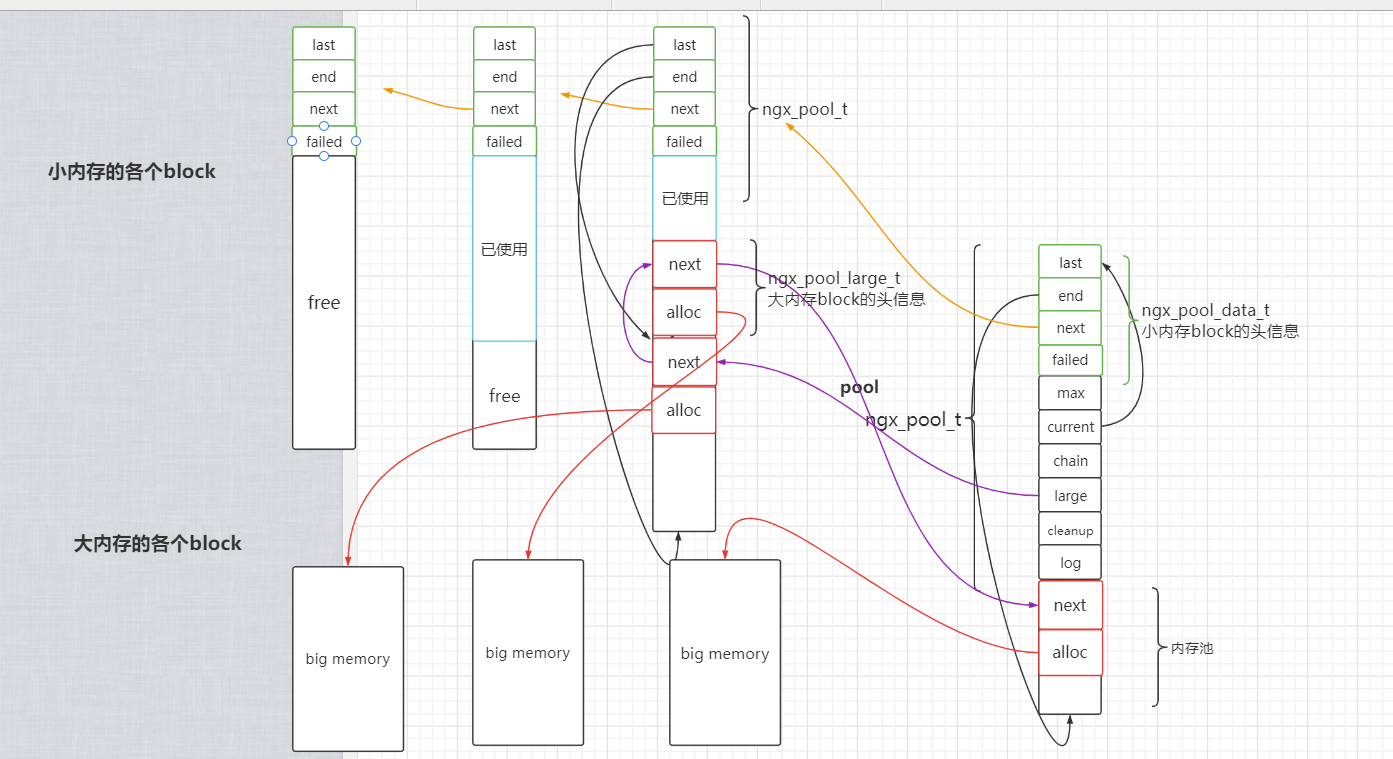 小内存的各个block
大内存的各个block
last
end
next
failed
free
last
end
next
failed
已使用
free
last
end
next
failed
已使用
next
alloc
next
alloc
ngx_pool_t
ngx_pool_large_t
大内存block的头信息
pool
ngx_pool_t
last
end
next
failed
max
current
chain
large
cleanup
log
next
alloc
ngx_pool_data_t
小内存block的头信息
内存池
big memory
big memory
big memory